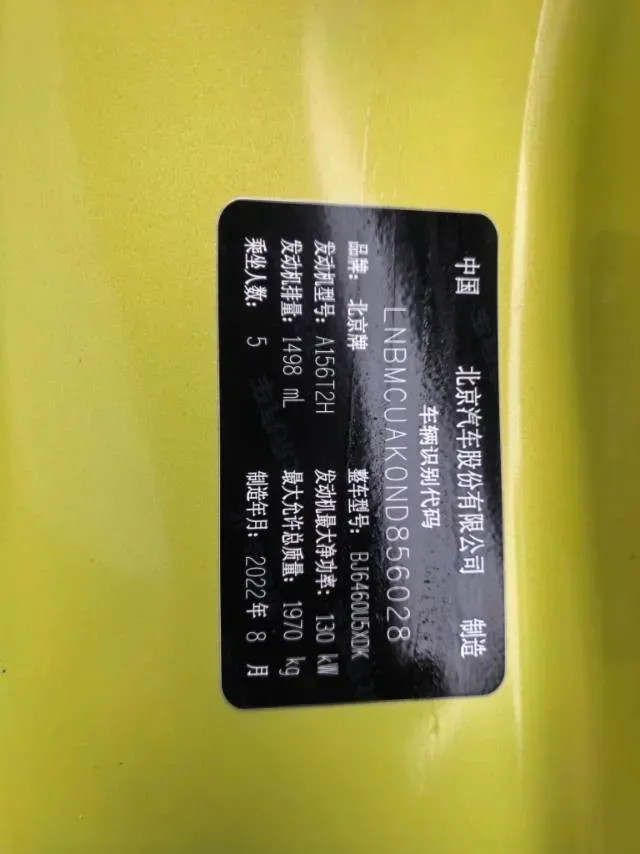 中国 北京汽车股份有限公司 制造
车辆识别代码
LNBMCUAK0ND856028
品牌: 北京牌 整车型号: BJ6460U5XDK
发动机型号: A156T2H 发动机最大净功率: 130 kW
发动机排量: 1498 mL 最大允许总质量: 1970 kg
乘坐人数: 5 制造年月: 2022年 8 月